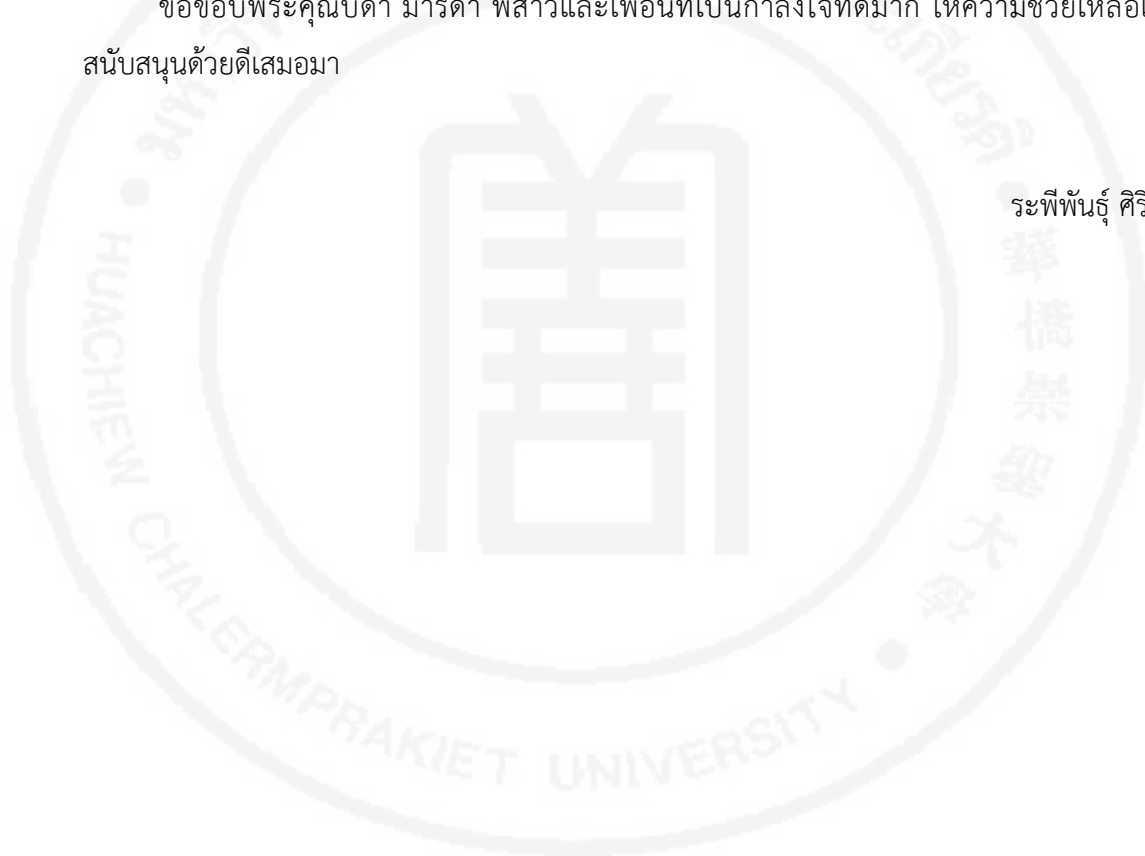 ขอขอบพระคุณบิดา มารดา พี่สาวและเพื่อนที่เป็นกำลังใจที่ดีมาก ให้ความช่วยเหลือ
สนับสนุนด้วยดีเสมอมา
ระพีพันธุ์ ศิริ
HUACHIEW CHALERMPRAKIET UNIVERSITY
華僑崇聖大學